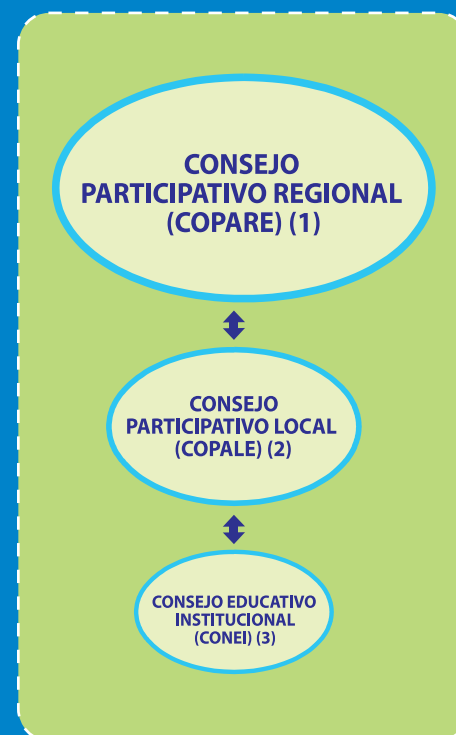 CONSEJO
PARTICIPATIVO REGIONAL
(COPARE) (1)
CONSEJO
PARTICIPATIVO LOCAL
(COPALE) (2)
CONSEJO EDUCATIVO
INSTITUCIONAL
(CONEI) (3)